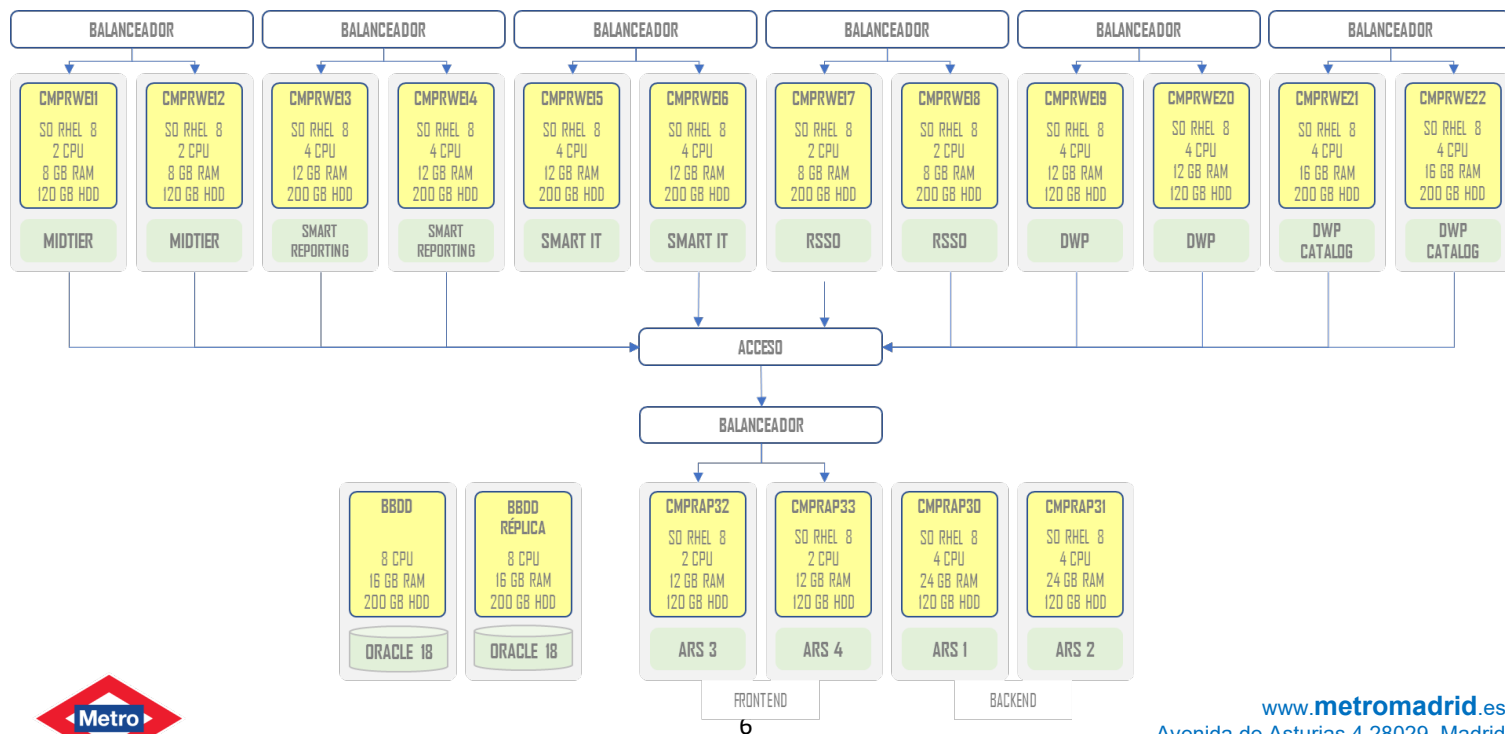 BALANCEADOR
BALANCEADOR
BALANCEADOR
BALANCEADOR
BALANCEADOR
BALANCEADOR
CMPRWE11
SO RHEL 8
2 CPU
8 GB RAM
120 GB HDD
MIDTIER
CMPRWE12
SO RHEL 8
2 CPU
8 GB RAM
120 GB HDD
MIDTIER
CMPRWE13
SO RHEL 8
4 CPU
12 GB RAM
200 GB HDD
SMART
REPORTING
CMPRWE14
SO RHEL 8
4 CPU
12 GB RAM
200 GB HDD
SMART
REPORTING
CMPRWE15
SO RHEL 8
4 CPU
12 GB RAM
200 GB HDD
SMART IT
CMPRWE16
SO RHEL 8
4 CPU
12 GB RAM
200 GB HDD
SMART IT
CMPRWE17
SO RHEL 8
2 CPU
8 GB RAM
200 GB HDD
RSSO
CMPRWE18
SO RHEL 8
2 CPU
8 GB RAM
200 GB HDD
RSSO
CMPRWE19
SO RHEL 8
4 CPU
12 GB RAM
120 GB HDD
DWP
CMPRWE20
SO RHEL 8
4 CPU
12 GB RAM
120 GB HDD
DWP
CMPRWE21
SO RHEL 8
4 CPU
16 GB RAM
200 GB HDD
DWP
CATALOG
CMPRWE22
SO RHEL 8
4 CPU
16 GB RAM
200 GB HDD
DWP
CATALOG
ACCESO
BALANCEADOR
BBDD
8 CPU
16 GB RAM
200 GB HDD
ORACLE 18
BBDD
RÉPLICA
8 CPU
16 GB RAM
200 GB HDD
ORACLE 18
CMPRAP32
SO RHEL 8
2 CPU
12 GB RAM
120 GB HDD
ARS 3
CMPRAP33
SO RHEL 8
2 CPU
12 GB RAM
120 GB HDD
ARS 4
CMPRAP30
SO RHEL 8
4 CPU
24 GB RAM
120 GB HDD
ARS 1
CMPRAP31
SO RHEL 8
4 CPU
24 GB RAM
120 GB HDD
ARS 2
FRONTEND
BACKEND
6
Metro
www.metromadrid.es
Avenida de Asturias 4 28029, Madrid